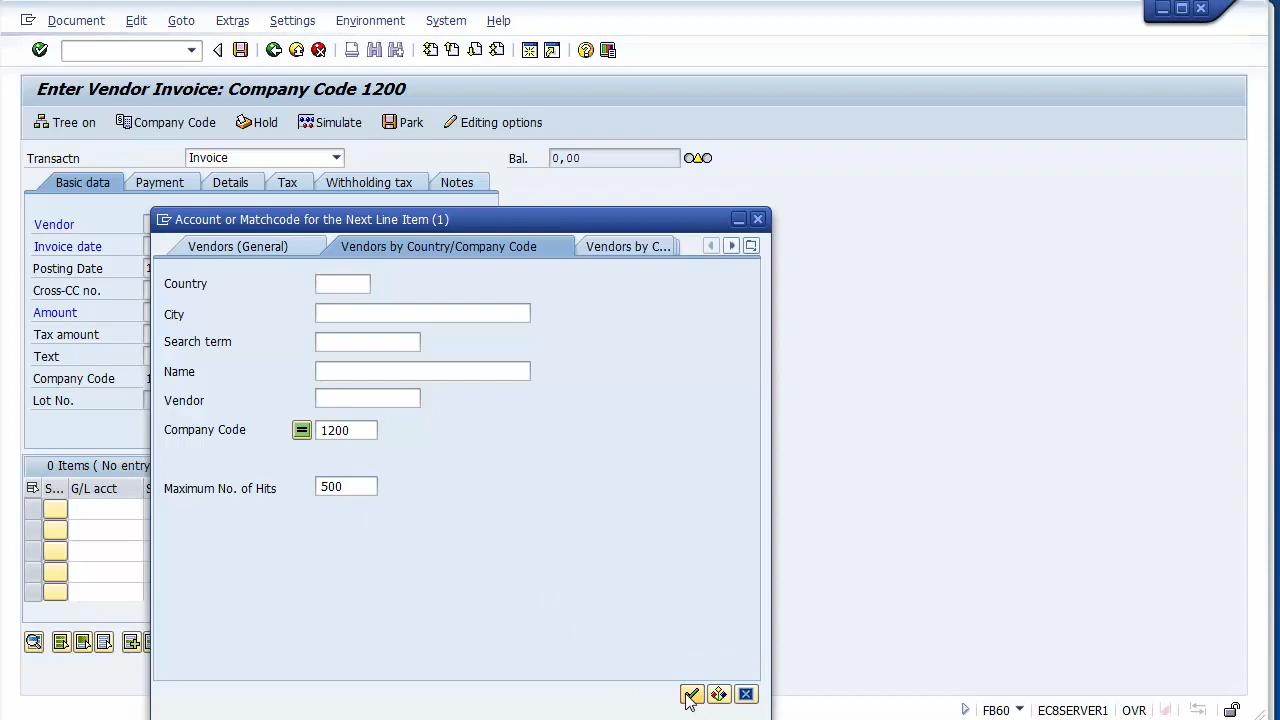 Document Edit Goto Extras Settings Environment System Help
Enter Vendor Invoice: Company Code 1200
Tree on Company Code Hold Simulate Park Editing options
Transactn Invoice Bal. 0,00
Basic data Payment Details Tax Withholding tax Notes
Vendor
Invoice date
Posting Date 1
Cross-CC no.
Amount
Tax amount
Text
Company Code 1
Lot No.
0 Items ( No entry
S... G/L acct S
Account or Matchcode for the Next Line Item (1)
Vendors (General) Vendors by Country/Company Code Vendors by C...
Country
City
Search term
Name
Vendor
Company Code 1200
Maximum No. of Hits 500
FB60 EC8SERVER1 OVR